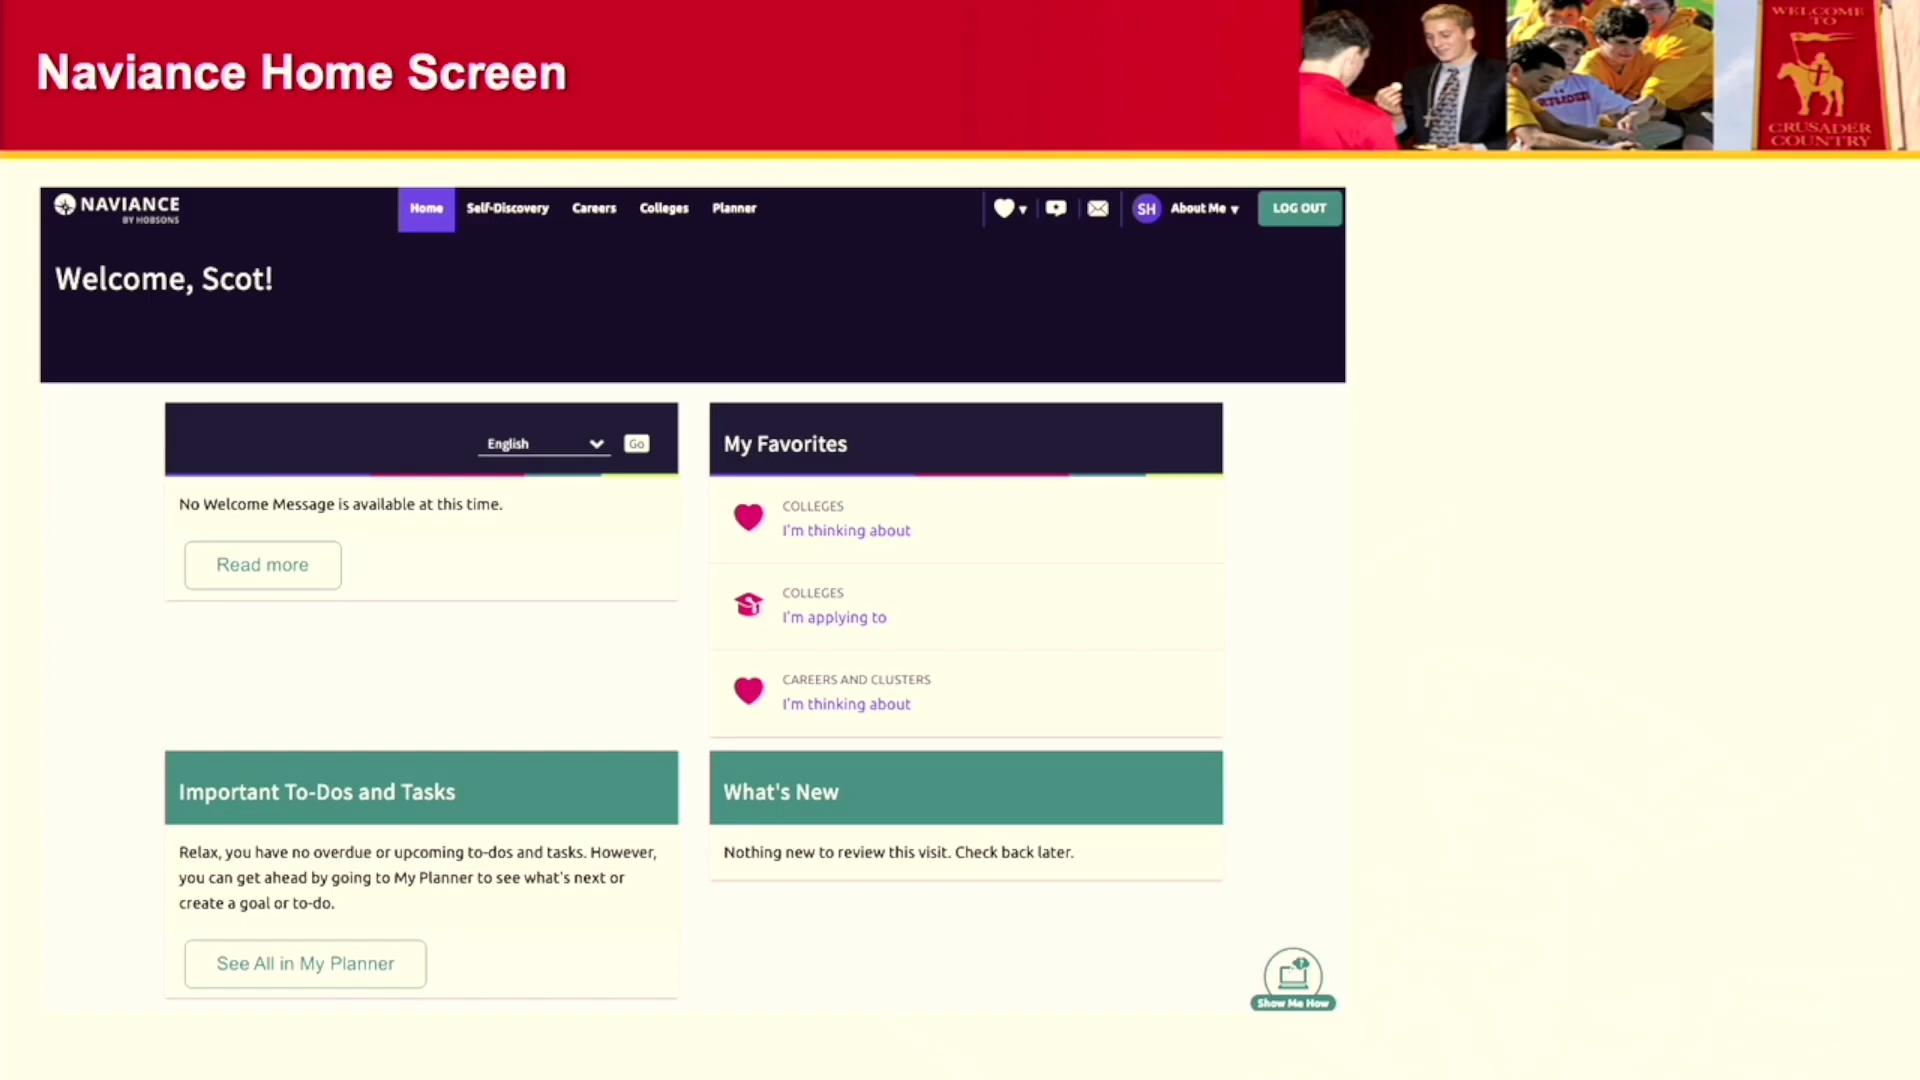 Naviance Home Screen
WELCOME
TO
CRUSADER
COUNTRY
NAVIANCE
BY HOBSONS
Home
Self-Discovery
Careers
Colleges
Planner
SH
About Me
LOG OUT
Welcome, Scot!
English
Go
No Welcome Message is available at this time.
Read more
My Favorites
COLLEGES
I'm thinking about
COLLEGES
I'm applying to
CAREERS AND CLUSTERS
I'm thinking about
Important To-Dos and Tasks
Relax, you have no overdue or upcoming to-dos and tasks. However,
you can get ahead by going to My Planner to see what's next or
create a goal or to-do.
See All in My Planner
What's New
Nothing new to review this visit. Check back later.
Show Me How